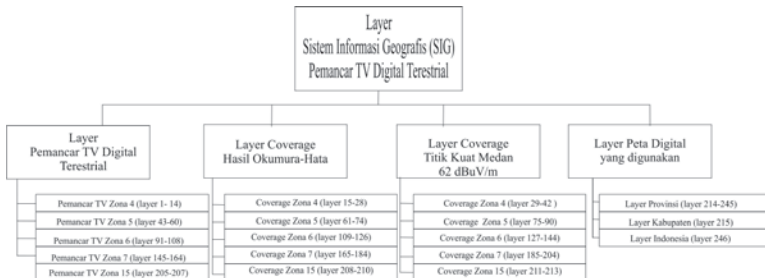 Layer
Sistem Informasi Geografis (SIG)
Pemancar TV Digital Terestrial
Layer
Pemancar TV Digital
Terestrial
Pemancar TV Zona 4 (layer 1- 14)
Pemancar TV Zona 5 (layer 43-60)
Pemancar TV Zona 6 (layer 91-108)
Pemancar TV Zona 7 (layer 145-164)
Pemancar TV Zona 15 (layer 205-207)
Layer Coverage
Hasil Okumura-Hata
Coverage Zona 4 (layer 15-28)
Coverage Zona 5 (layer 61-74)
Coverage Zona 6 (layer 109-126)
Coverage Zona 7 (layer 165-184)
Coverage Zona 15 (layer 208-210)
Layer Coverage
Titik Kuat Medan
62 dBuV/m
Coverage Zona 4 (layer 29-42 )
Coverage Zona 5 (layer 75-90)
Coverage Zona 6 (layer 127-144)
Coverage Zona 7 (layer 185-204)
Coverage Zona 15 (layer 211-213)
Layer Peta Digital
yang digunakan
Layer Provinsi (layer 214-245)
Layer Kabupaten (layer 215)
Layer Indonesia (layer 246)